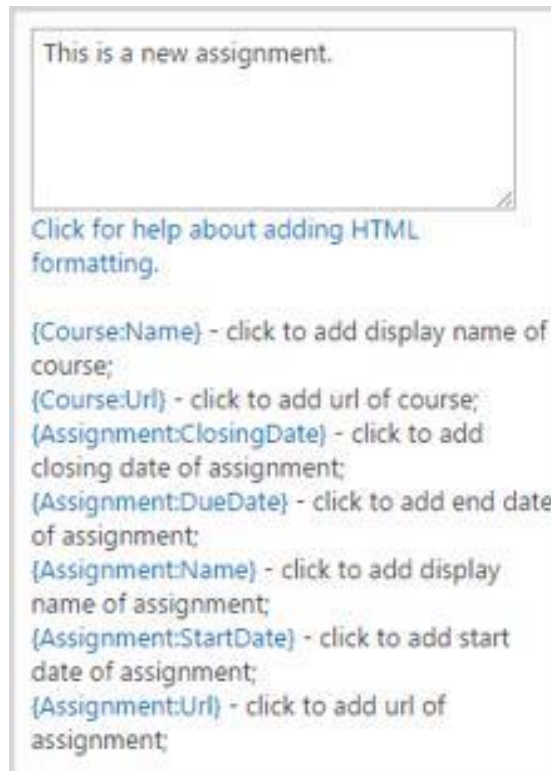 This is a new assignment.
Click for help about adding HTML
formatting.
{Course:Name} - click to add display name of
course;
{Course:Url} - click to add url of course;
{Assignment:ClosingDate} - click to add
closing date of assignment;
{Assignment:DueDate} - click to add end date
of assignment;
{Assignment:Name} - click to add display
name of assignment;
{Assignment:StartDate} - click to add start
date of assignment;
{Assignment:Url} - click to add url of
assignment;